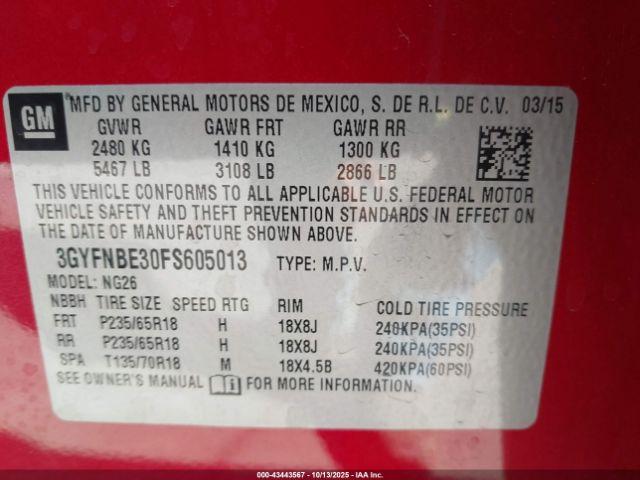 GM
MFD BY GENERAL MOTORS DE MEXICO, S. DE R.L. DE C.V. 03/15
GVWR GAWR FRT GAWR RR
2480 KG 1410 KG 1300 KG
5467 LB 3108 LB 2866 LB
THIS VEHICLE CONFORMS TO ALL APPLICABLE U.S. FEDERAL MOTOR
VEHICLE SAFETY AND THEFT PREVENTION STANDARDS IN EFFECT ON
THE DATE OF MANUFACTURE SHOWN ABOVE.
3GYFNBE30FS605013 TYPE: M.P.V.
MODEL: NG26
NBBH TIRE SIZE SPEED RTG RIM COLD TIRE PRESSURE
FRT P235/65R18 H 18X8J 240KPA(35PSI)
RR P235/65R18 H 18X8J 240KPA(35PSI)
SPA T135/70R18 M 18X4.5B 420KPA(60PSI)
SEE OWNER'S MANUAL FOR MORE INFORMATION.
000-43443567 - 10/13/2025 - IAA Inc.